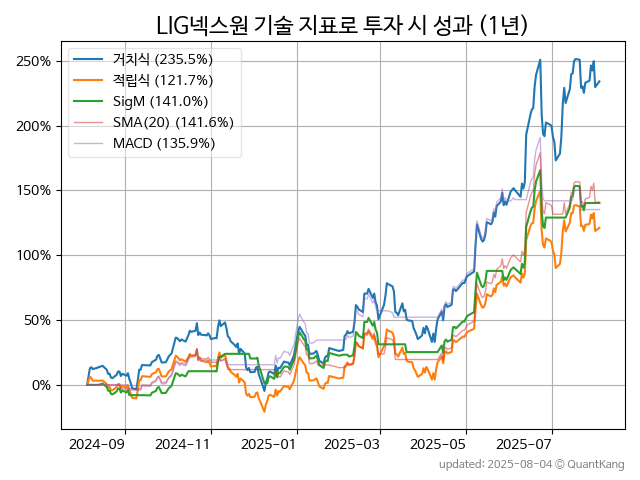 LIG넥스원 기술 지표로 투자 시 성과 (1년)
거치식 (235.5%)
적립식 (121.7%)
SigM (141.0%)
SMA(20) (141.6%)
MACD (135.9%)
250%
200%
150%
100%
50%
0%
2024-09 2024-11 2025-01 2025-03 2025-05 2025-07
updated: 2025-08-04 © QuantKang